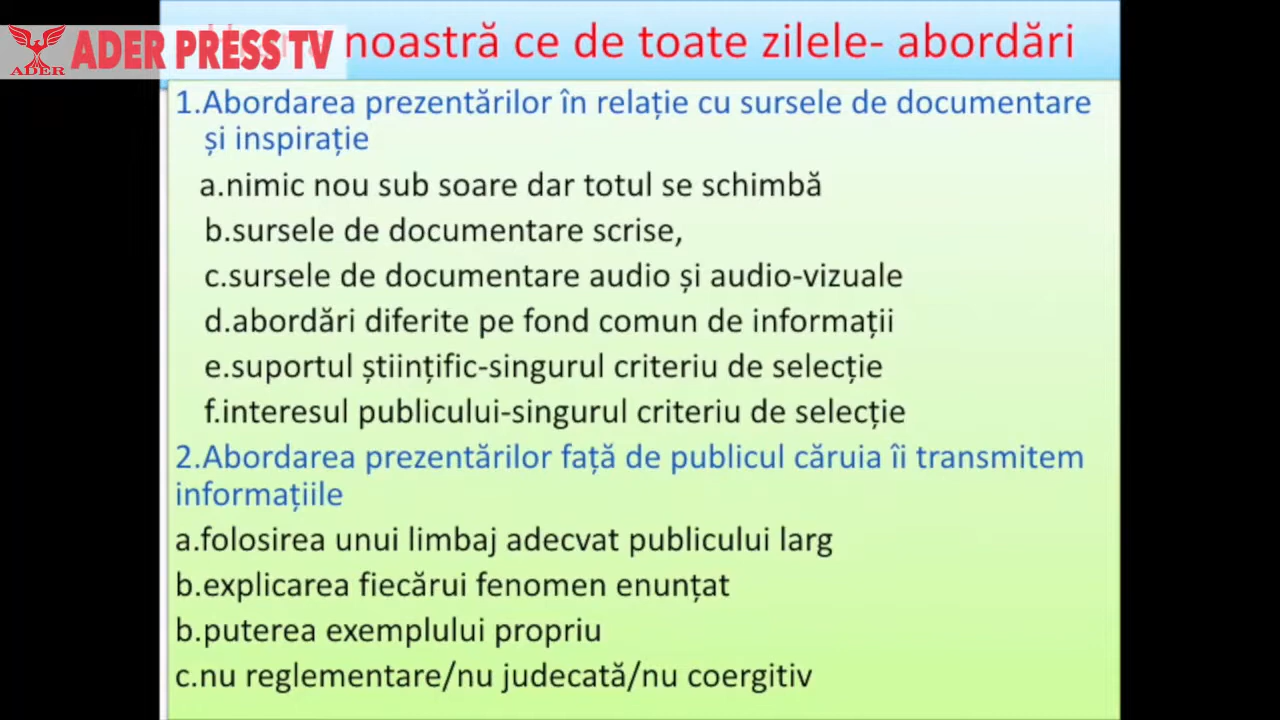 ADER PRESS TV
ADER
noastră ce de toate zilele- abordări
1.Abordarea prezentărilor în relație cu sursele de documentare
și inspirație
a.nimic nou sub soare dar totul se schimbă
b.sursele de documentare scrise,
c.sursele de documentare audio și audio-vizuale
d.abordări diferite pe fond comun de informații
e.suportul științific-singurul criteriu de selecție
f.interesul publicului-singurul criteriu de selecție
2.Abordarea prezentărilor față de publicul căruia îi transmitem
informațiile
a.folosirea unui limbaj adecvat publicului larg
b.explicarea fiecărui fenomen enunțat
b.puterea exemplului propriu
c.nu reglementare/nu judecată/nu coergitiv